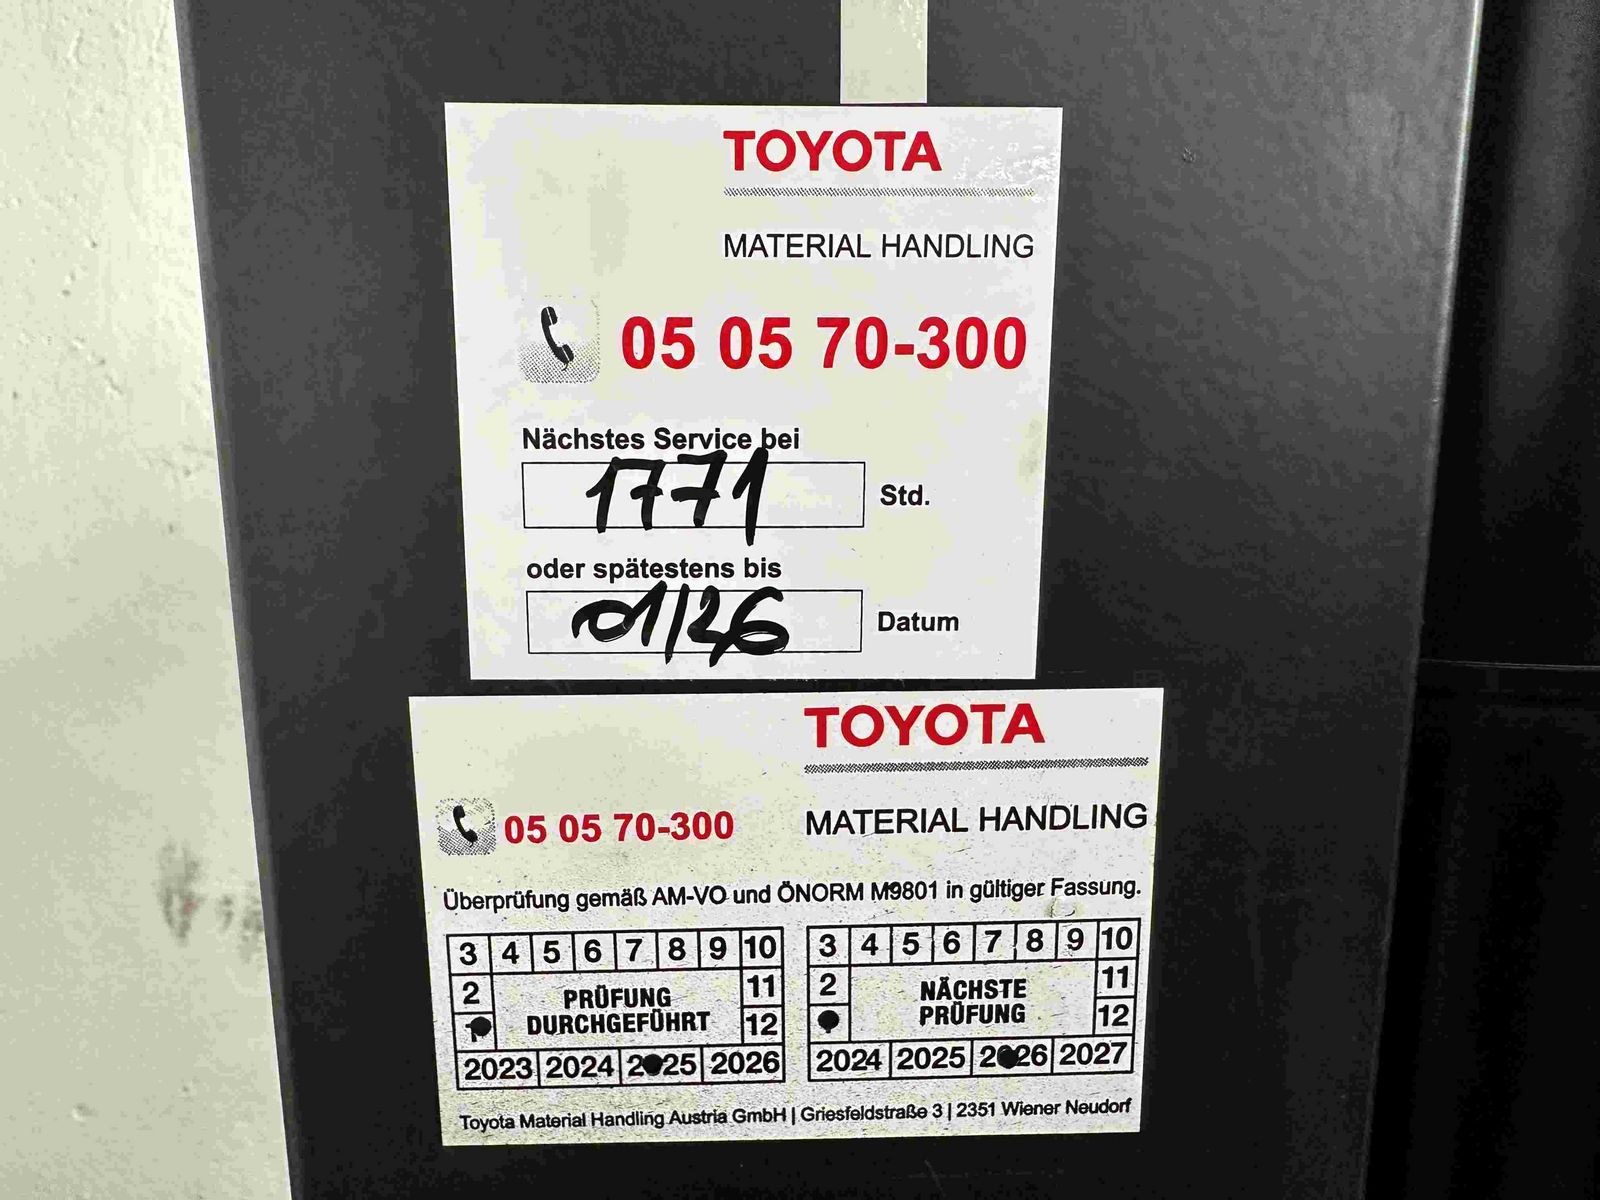 TOYOTA
MATERIAL HANDLING
05 05 70-300
Nächstes Service bei
1771 Std.
oder spätestens bis
01/26 Datum
TOYOTA
05 05 70-300 MATERIAL HANDLING
Überprüfung gemäß AM-VO und ÖNORM M9801 in gültiger Fassung.
3 4 5 6 7 8 9 10 3 4 5 6 7 8 9 10
2 PRÜFUNG 11 2 NÄCHSTE 11
DURCHGEFÜHRT 12 PRÜFUNG 12
2023 2024 2025 2026 2024 2025 2026 2027
Toyota Material Handling Austria GmbH | Griesfeldstraße 3 | 2351 Wiener Neudorf